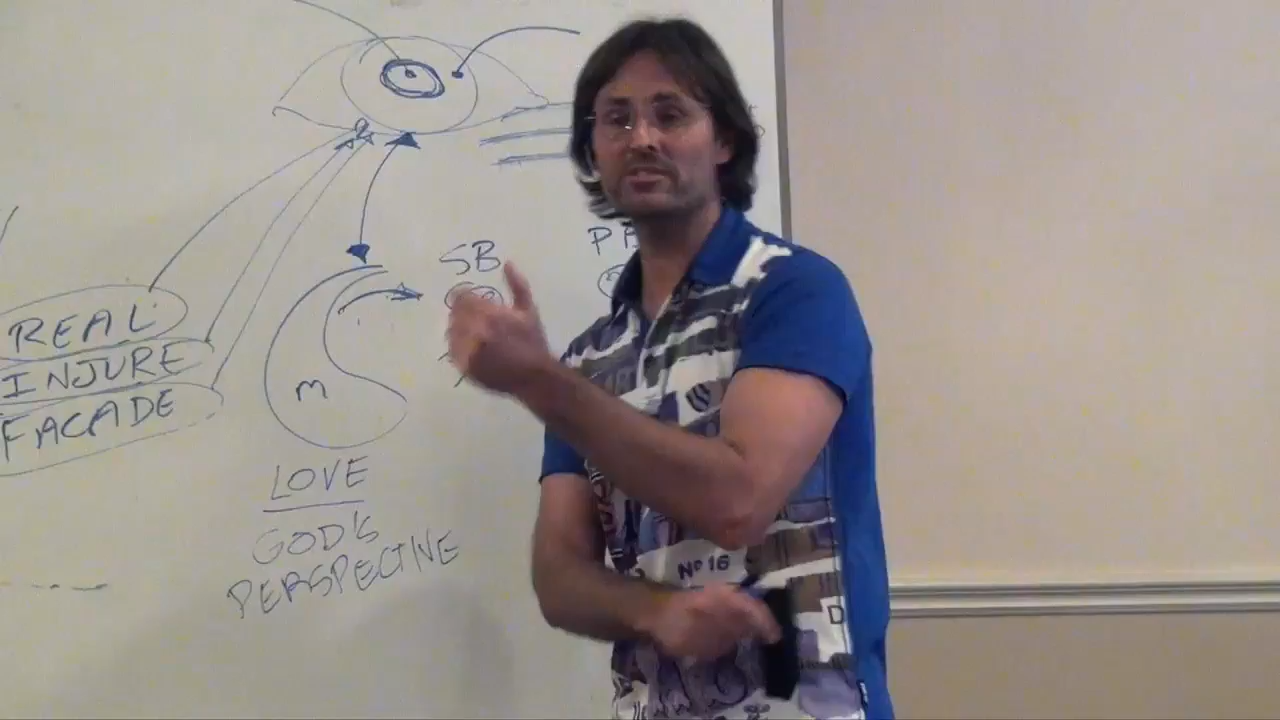 SB
REAL
INJURE
FACADE
m
LOVE
GOD'S
PERSPECTIVE
Nº 16
D